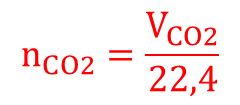 n_CO2 = V_CO2 / 22,4